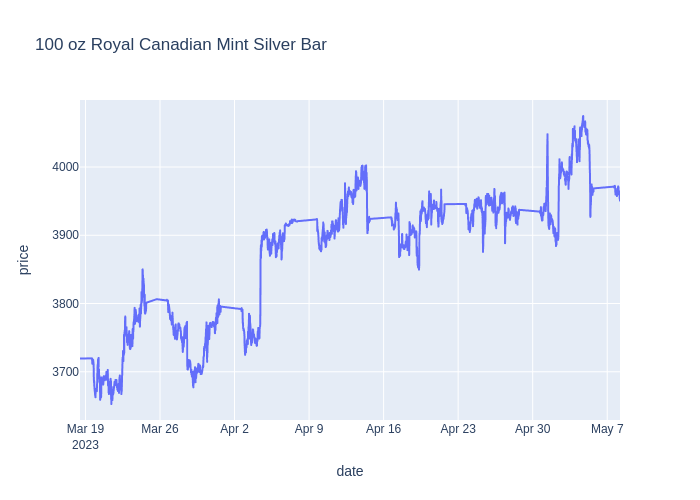 100 oz Royal Canadian Mint Silver Bar
price
4000
3900
3800
3700
Mar 19 Mar 26 Apr 2 Apr 9 Apr 16 Apr 23 Apr 30 May 7
2023
date